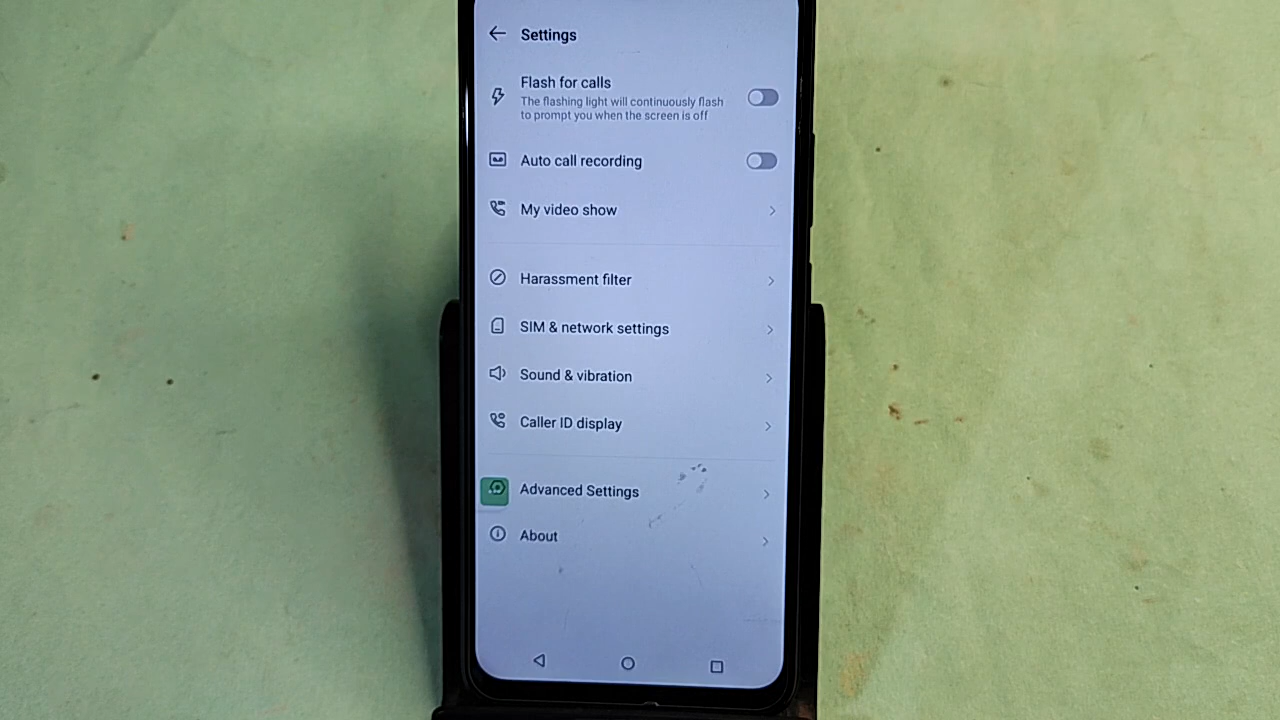 Settings
Flash for calls
The flashing light will continuously flash
to prompt you when the screen is off
Auto call recording
My video show
Harassment filter
SIM & network settings
Sound & vibration
Caller ID display
Advanced Settings
About